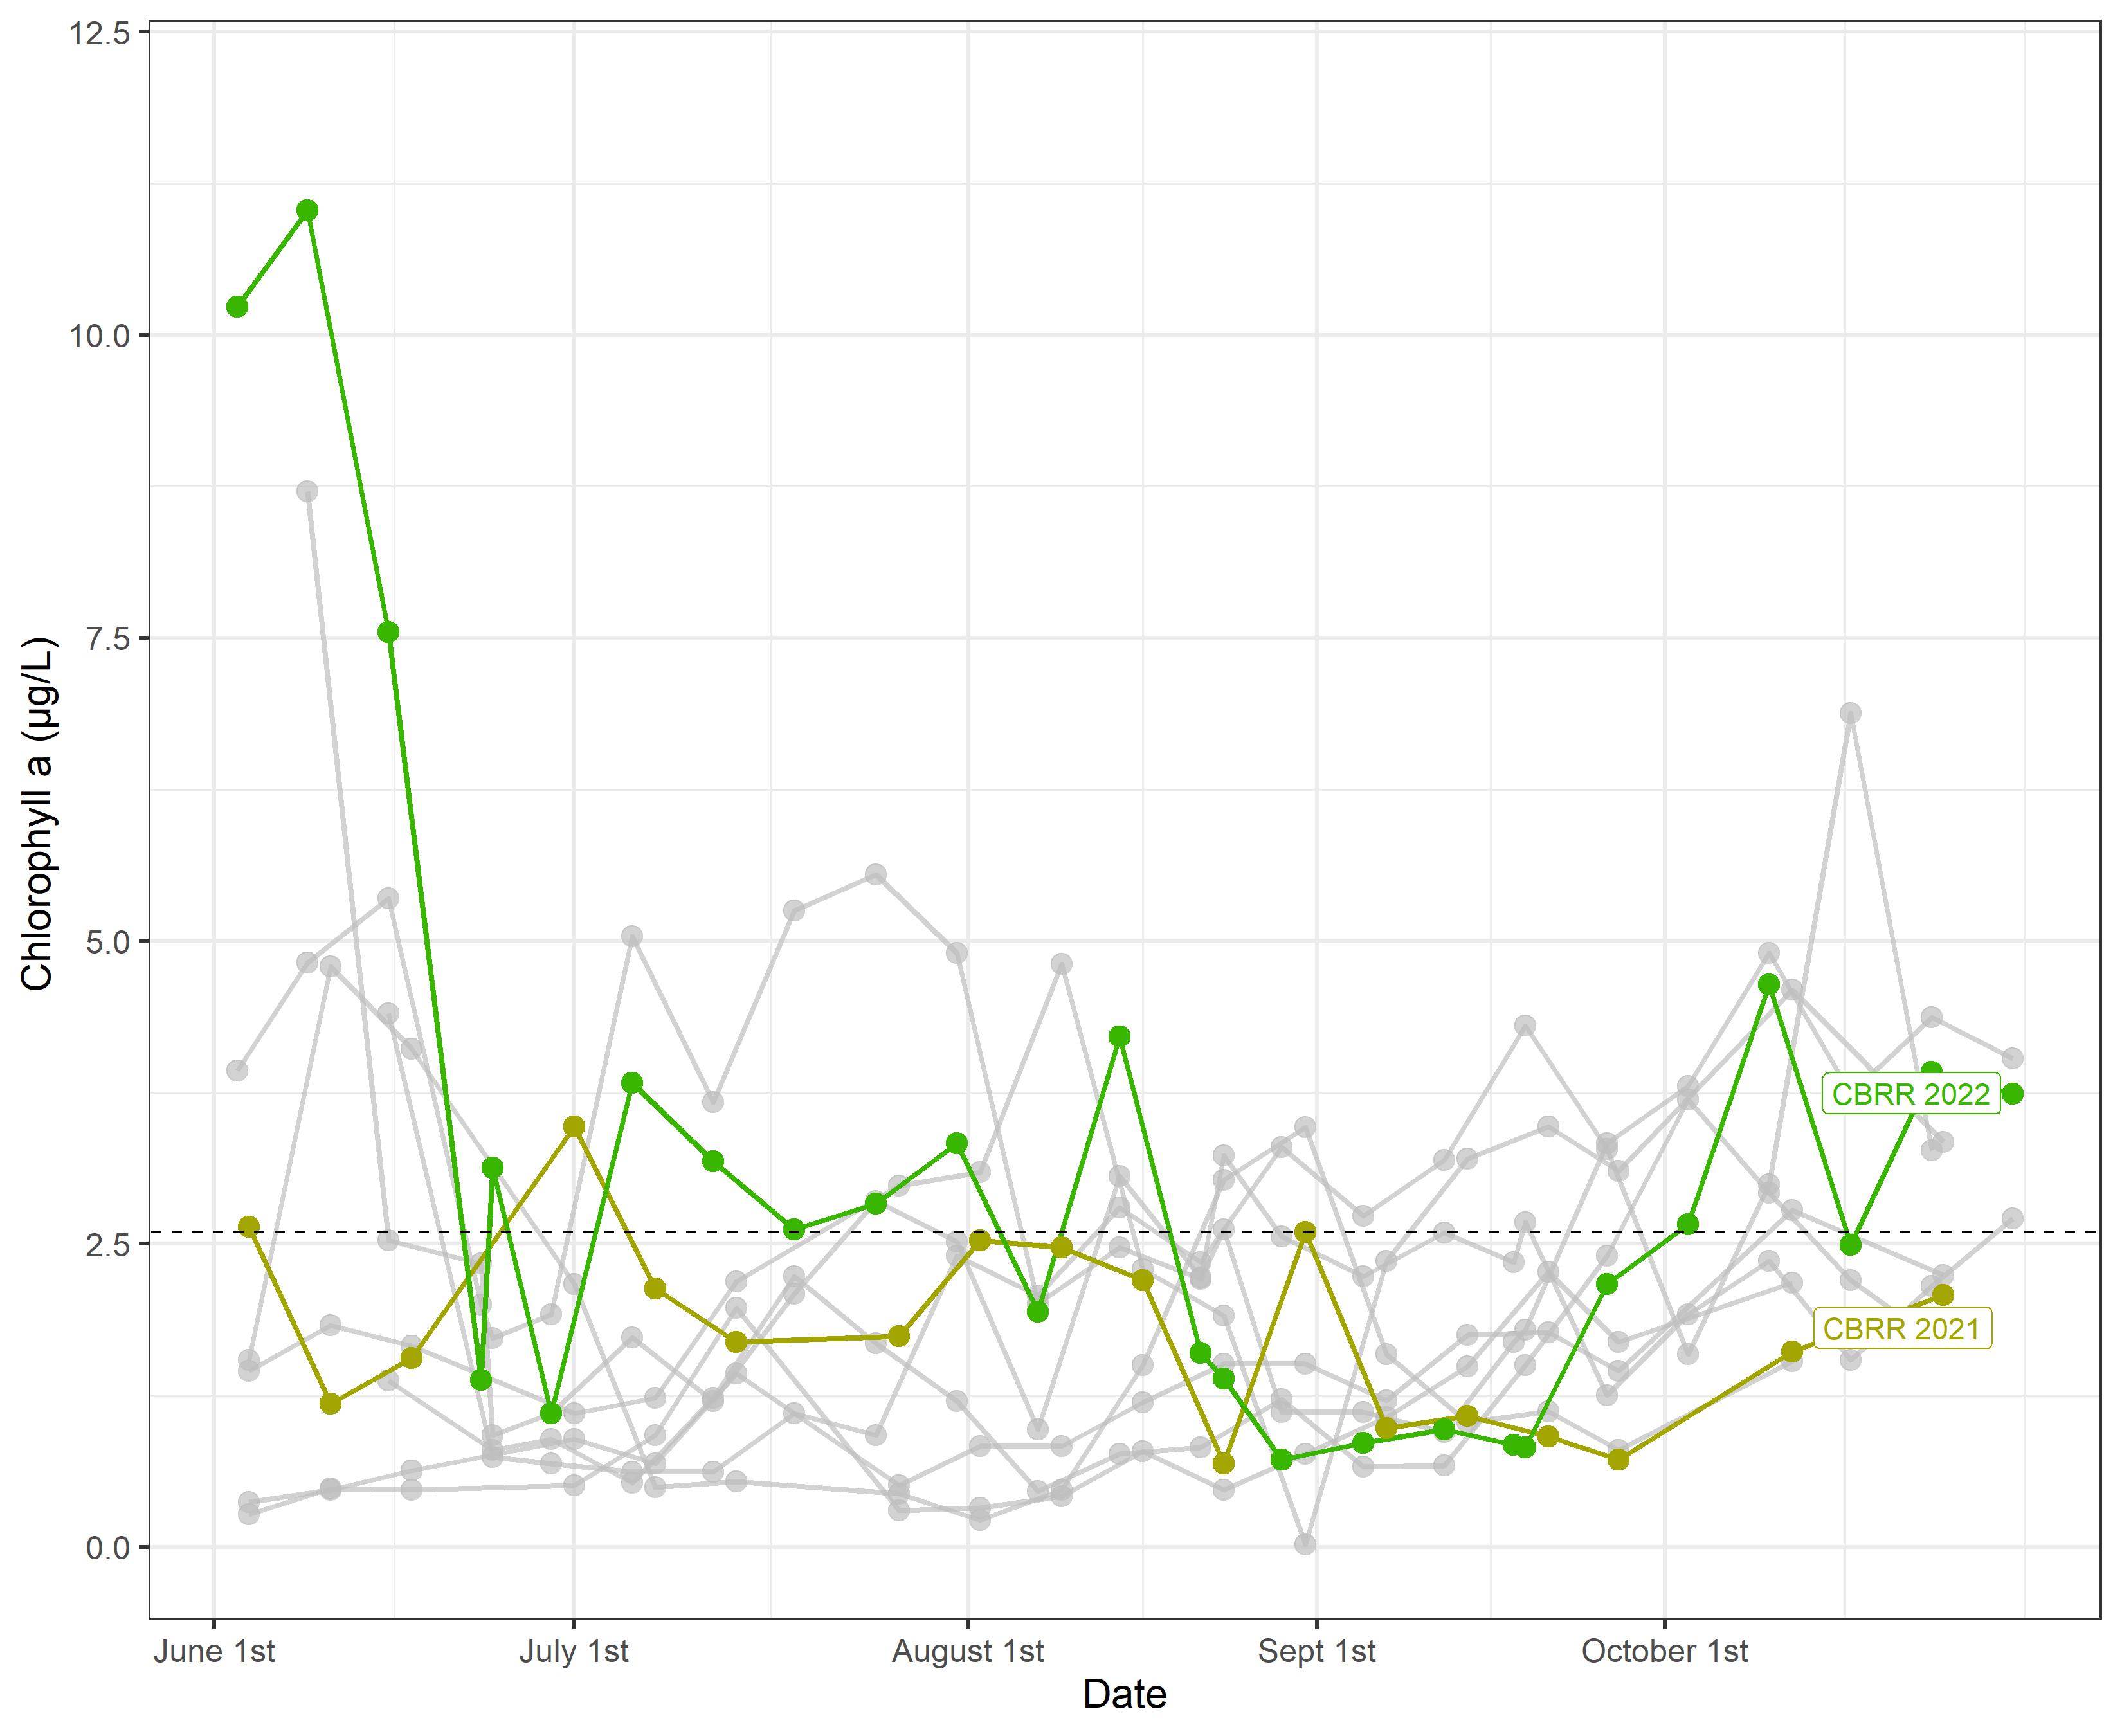 12.5
10.0
7.5
5.0
2.5
0.0
Chlorophyll a (µg/L)
CBRR 2022
CBRR 2021
June 1st
July 1st
August 1st
Sept 1st
October 1st
Date